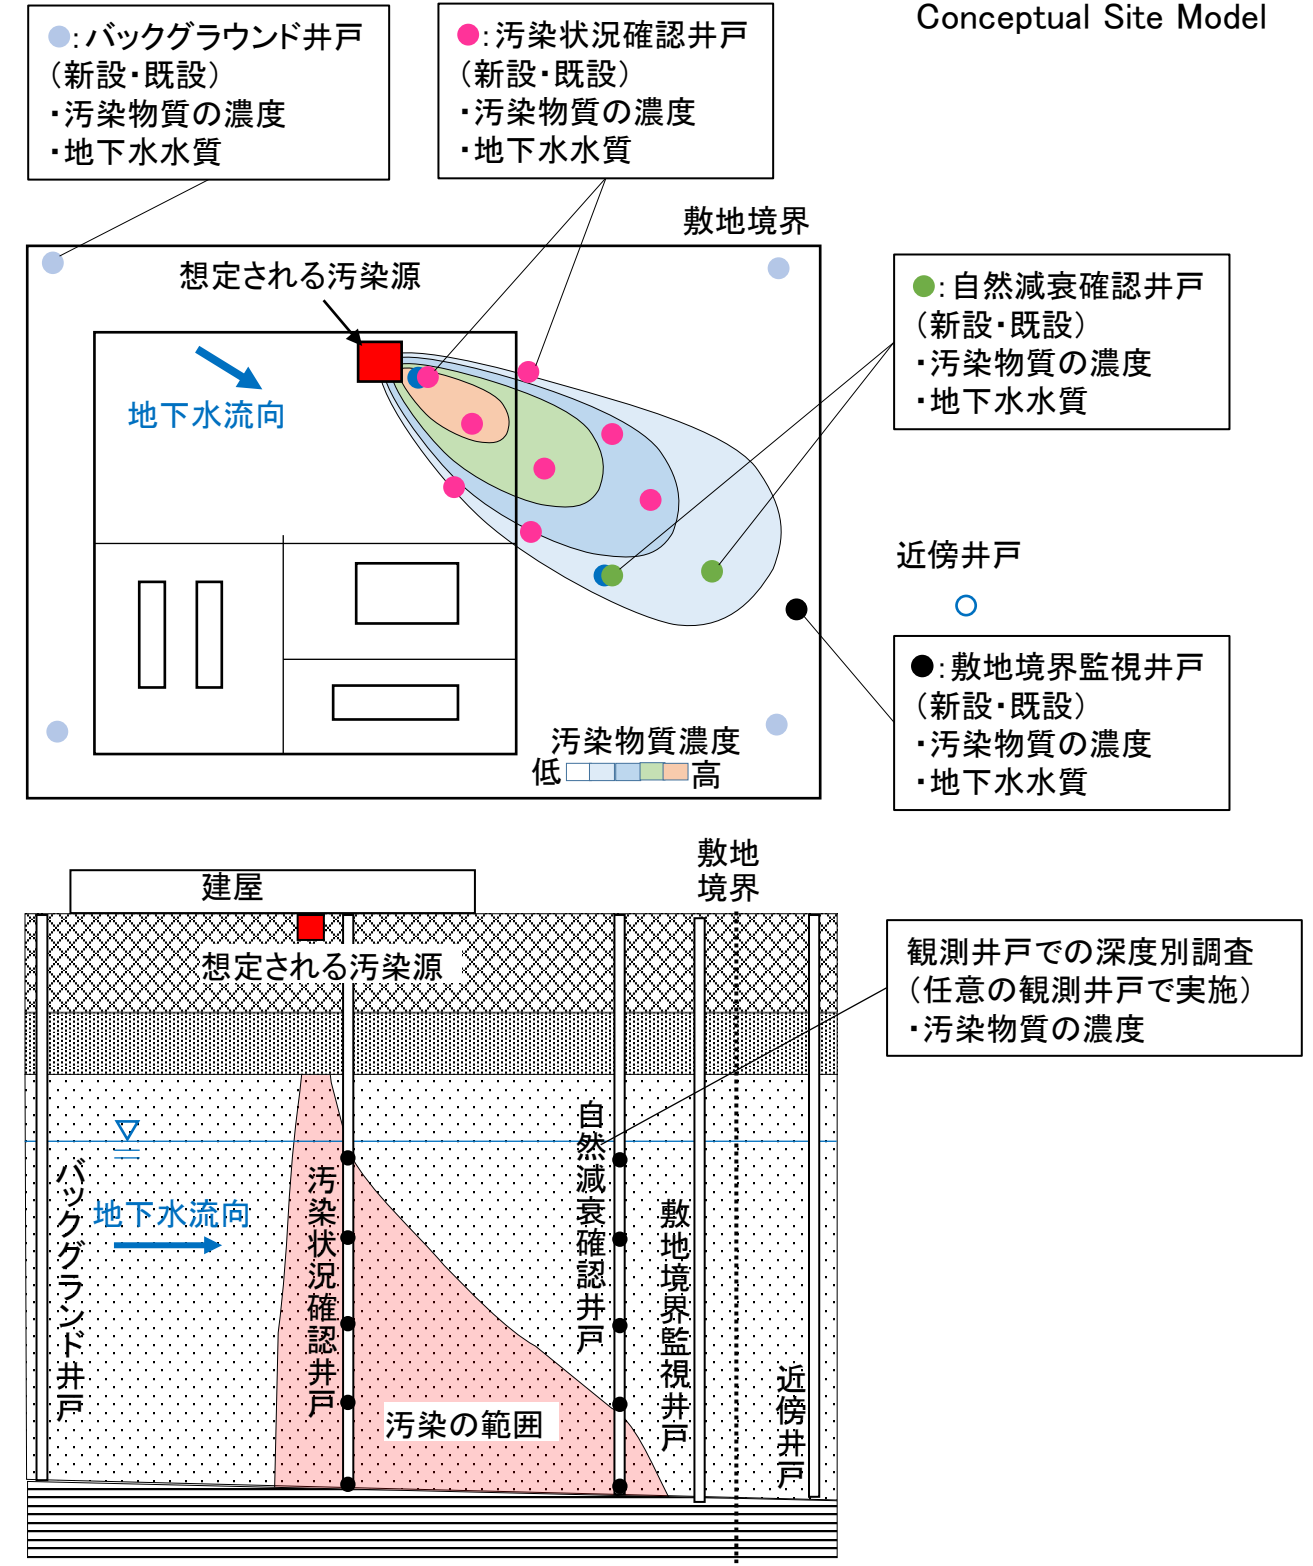 Conceptual Site Model
●:バックグラウンド井戸
(新設・既設)
・汚染物質の濃度
・地下水水質
●:汚染状況確認井戸
(新設・既設)
・汚染物質の濃度
・地下水水質
敷地境界
想定される汚染源
地下水流向
●:自然減衰確認井戸
(新設・既設)
・汚染物質の濃度
・地下水水質
近傍井戸
●:敷地境界監視井戸
(新設・既設)
・汚染物質の濃度
・地下水水質
汚染物質濃度
低
高
建屋
敷地
境界
想定される汚染源
観測井戸での深度別調査
(任意の観測井戸で実施)
・汚染物質の濃度
バックグランド井戸
地下水流向
汚染状況確認井戸
汚染の範囲
自然減衰確認井戸
敷地境界監視井戸
近傍井戸